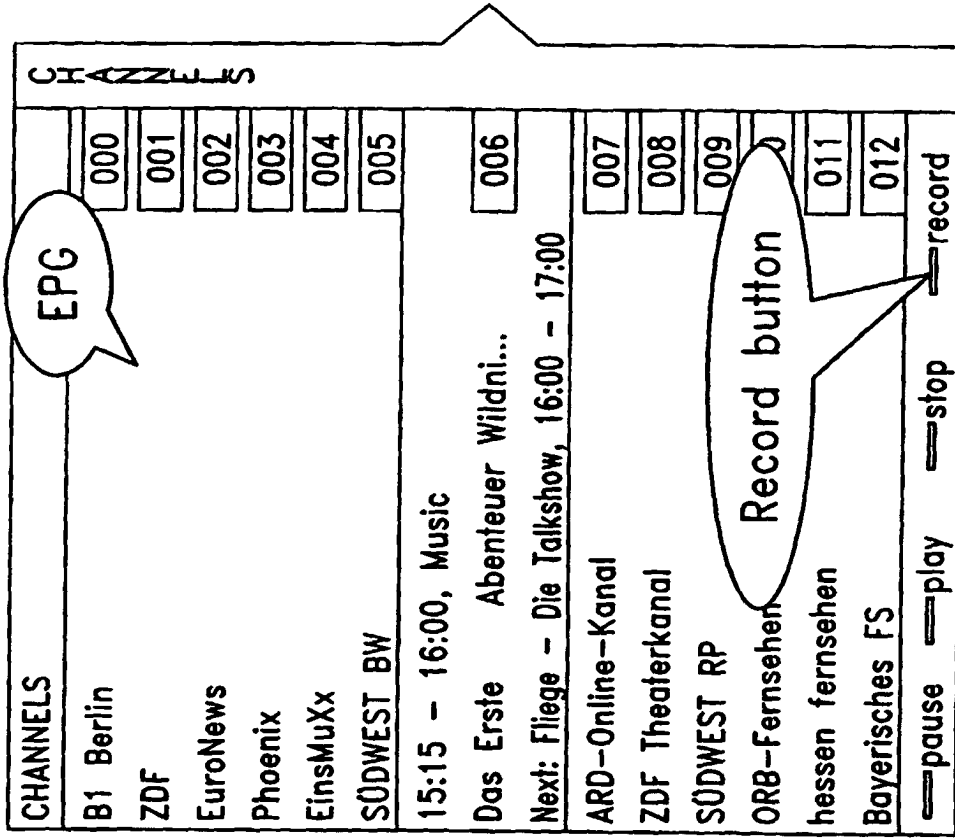 CHANNELS
EPG
B1 Berlin 000
ZDF 001
EuroNews 002
Phoenix 003
EinsMuXx 004
SÜDWEST BW 005
15:15 - 16:00, Music
Das Erste Abenteuer Wildni... 006
Next: Fliege - Die Talkshow, 16:00 - 17:00
ARD-Online-Kanal 007
ZDF Theaterkanal 008
SÜDWEST RP 009
ORB-Fernsehen 0
Record button
hessen fernsehen 011
Bayerisches FS 012
pause play stop record
CHANNELS